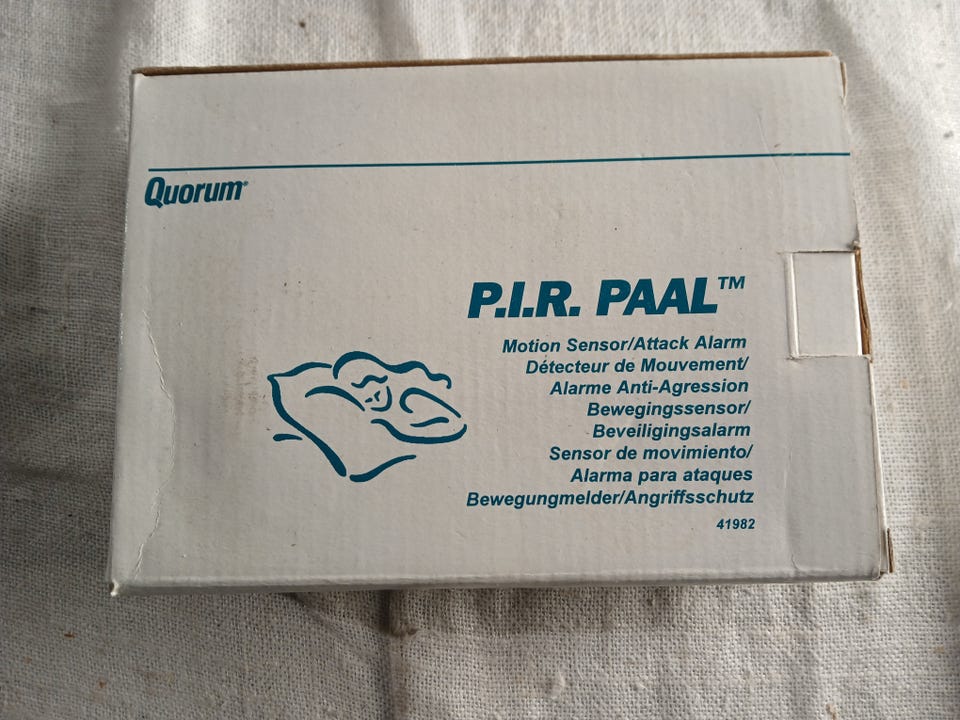 Quorum®
P.I.R. PAAL™
Motion Sensor/Attack Alarm
Détecteur de Mouvement/
Alarme Anti-Agression
Bewegingssensor/
Beveiligingsalarm
Sensor de movimiento/
Alarma para ataques
Bewegungmelder/Angriffsschutz
41982